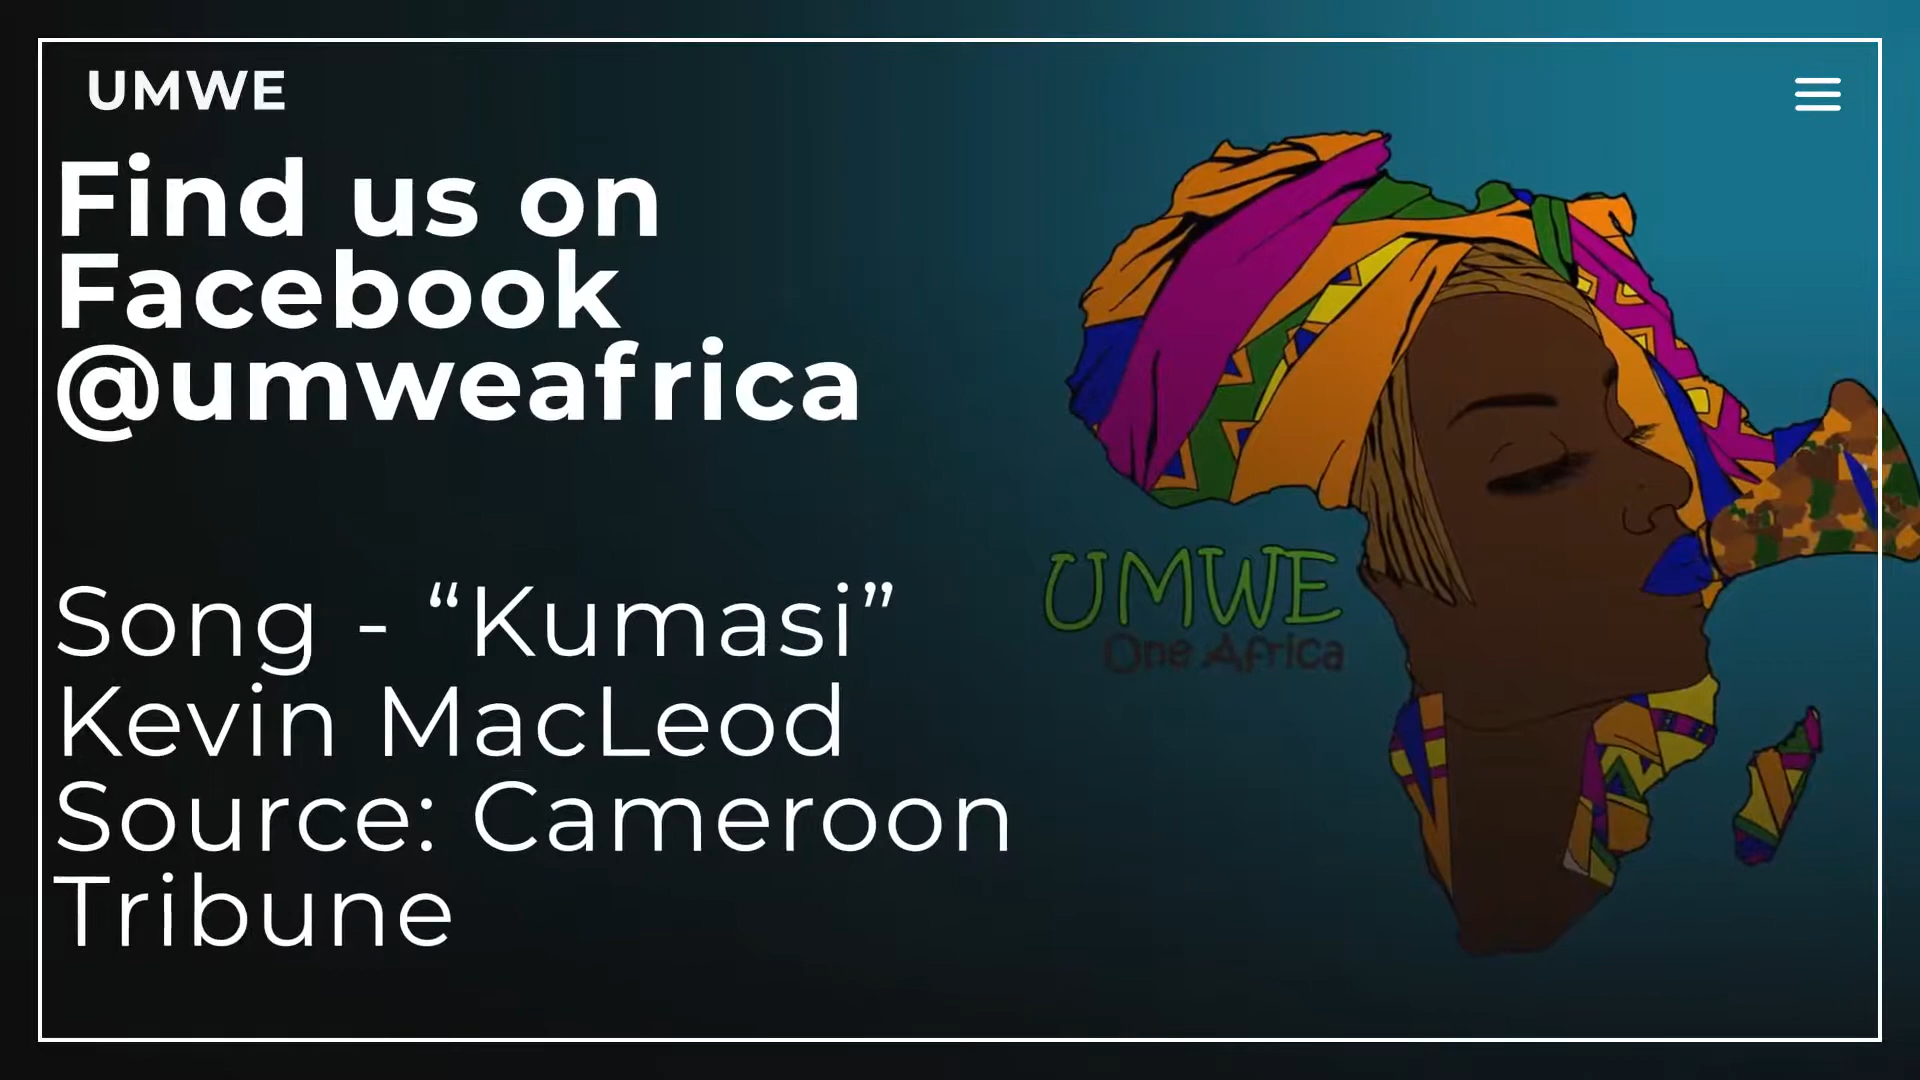 UMWE
Find us on
Facebook
@umweafrica
Song - “Kumasi”
Kevin MacLeod
Source: Cameroon
Tribune
UMWE
One Africa